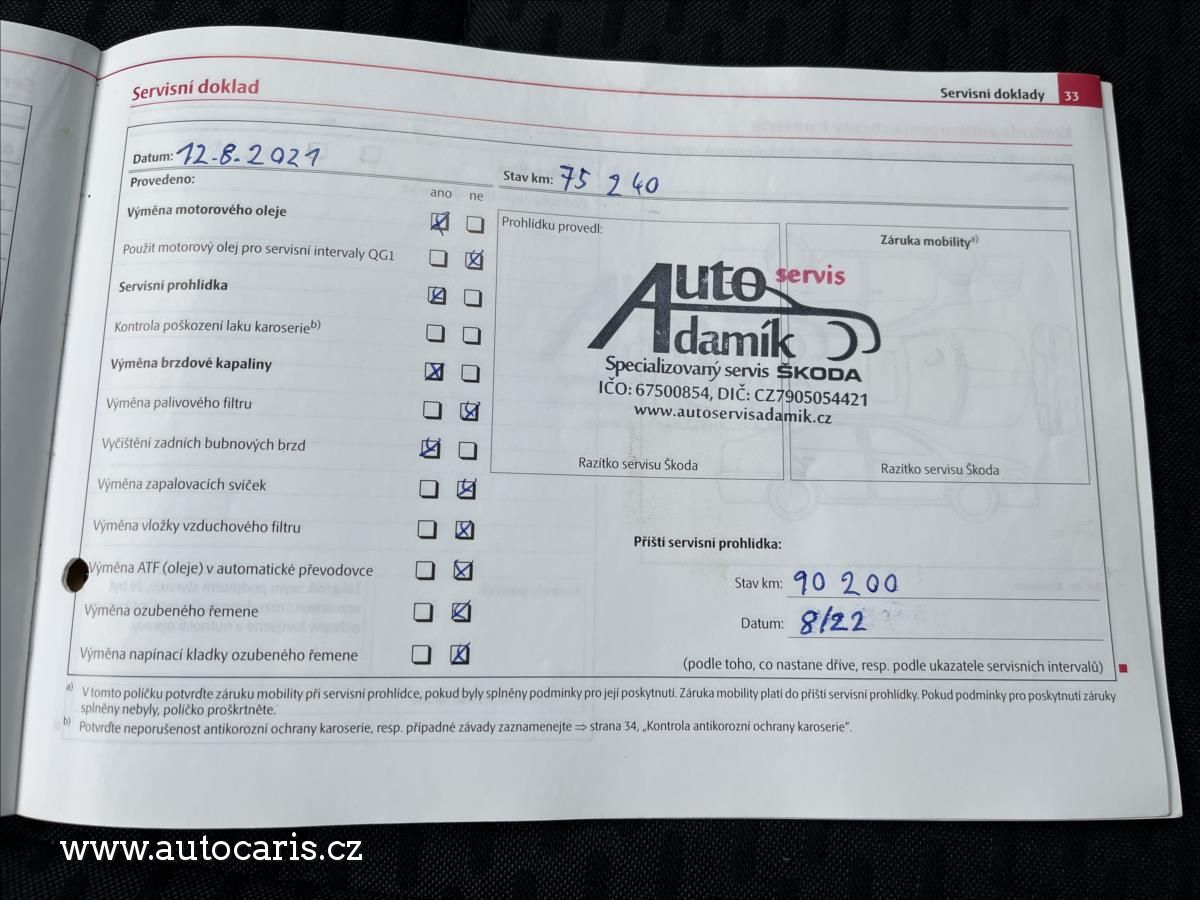 Servisní doklad
Servisní doklady 33
Datum: 12.8.2021
Stav km: 75 240
Provedeno:
ano ne
Výměna motorového oleje
Použit motorový olej pro servisní intervaly QG1
Servisní prohlídka
Kontrola poškození laku karoserie b)
Výměna brzdové kapaliny
Výměna palivového filtru
Vyčištění zadních bubnových brzd
Výměna zapalovacích svíček
Výměna vložky vzduchového filtru
Výměna ATF (oleje) v automatické převodovce
Výměna ozubeného řemene
Výměna napínací kladky ozubeného řemene
Prohlídku provedl:
Auto servis
Adamík
Specializovaný servis ŠKODA
IČO: 67500854, DIČ: CZ7905054421
www.autoservisadamik.cz
Razítko servisu Škoda
Záruka mobility a)
Razítko servisu Škoda
Příští servisní prohlídka:
Stav km: 90 200
Datum: 8/22
(podle toho, co nastane dříve, resp. podle ukazatele servisních intervalů)
a) V tomto políčku potvrďte záruku mobility při servisní prohlídce, pokud byly splněny podmínky pro její poskytnutí. Záruka mobility platí do příští servisní prohlídky. Pokud podmínky pro poskytnutí záruky
splněny nebyly, políčko proškrtněte.
b) Potvrďte neporušenost antikorozní ochrany karoserie, resp. případné závady zaznamenejte ⇒ strana 34, „Kontrola antikorozní ochrany karoserie“.
www.autocaris.cz